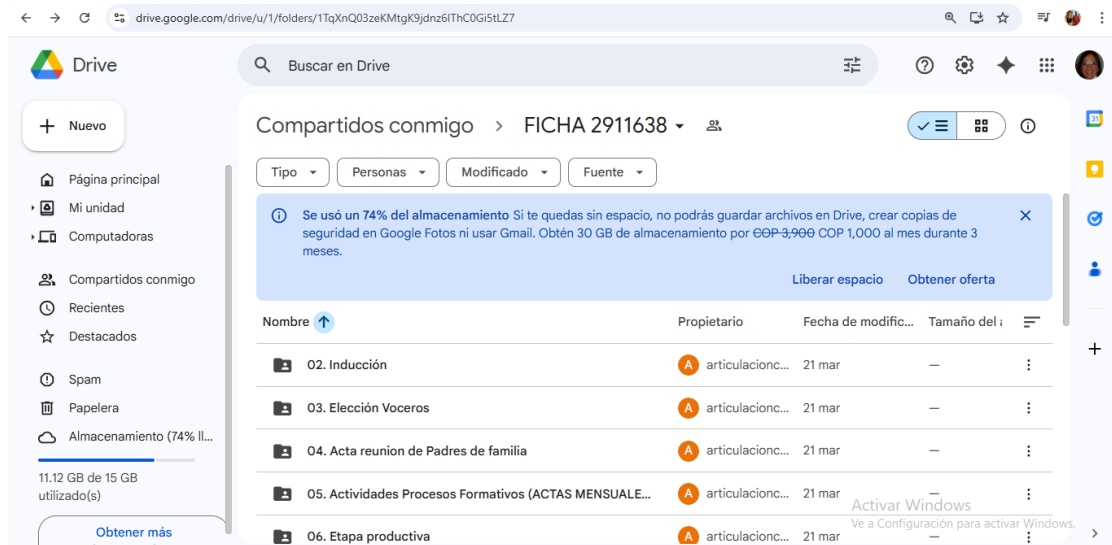 drive.google.com/drive/u/1/folders/1TqXnQ03zeKMtgK9jdnz6IThC0Gi5tLZ7
Drive
Buscar en Drive
Nuevo
Compartidos conmigo > FICHA 2911638
Tipo Personas Modificado Fuente
Página principal
Mi unidad
Computadoras
Compartidos conmigo
Recientes
Destacados
Spam
Papelera
Almacenamiento (74% ll...
11.12 GB de 15 GB
utilizado(s)
Obtener más
Se usó un 74% del almacenamiento Si te quedas sin espacio, no podrás guardar archivos en Drive, crear copias de
seguridad en Google Fotos ni usar Gmail. Obtén 30 GB de almacenamiento por COP 3,900 COP 1,000 al mes durante 3
meses.
Liberar espacio Obtener oferta
Nombre Propietario Fecha de modific... Tamaño del
02. Inducción A articulacionc... 21 mar —
03. Elección Voceros A articulacionc... 21 mar —
04. Acta reunion de Padres de familia A articulacionc... 21 mar —
05. Actividades Procesos Formativos (ACTAS MENSUALE... A articulacionc... 21 mar —
06. Etapa productiva A articulacionc... 21 mar —
31
Activar Windows
Ve a Configuración para activar Windows.